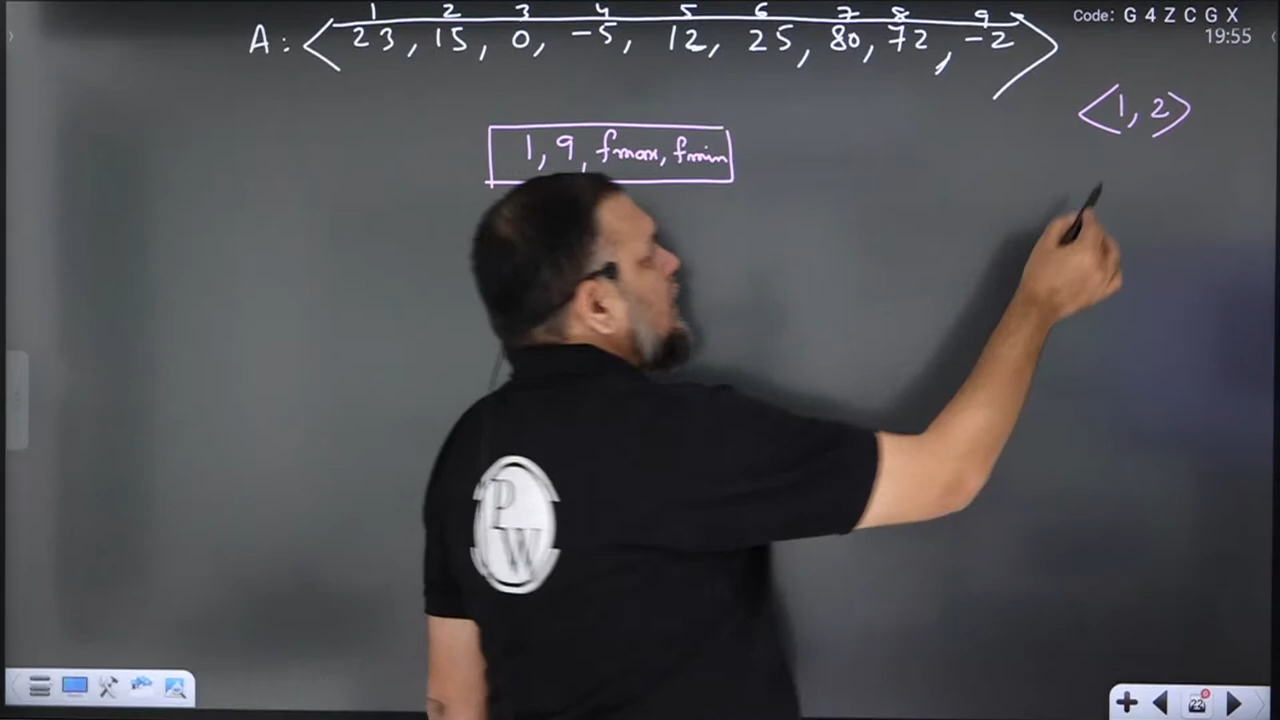 1 2 3 4 5 6 7 8 9
A : < 23, 15, 0, -5, 12, 25, 80, 72, -2 >
Code: G 4 Z C G X
19:55
<1, 2>
1, 9, fmax, fmin
P
W
22